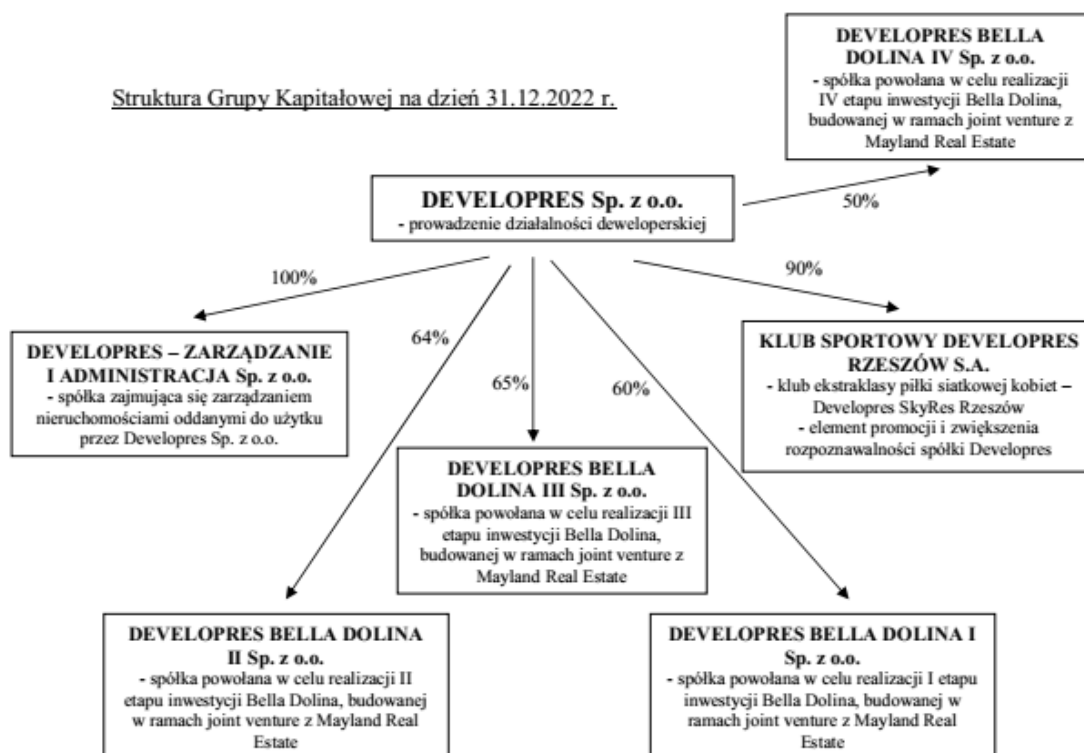 DEVELOPRES BELLA
DOLINA IV Sp. z o.o.
- spółka powołana w celu realizacji
IV etapu inwestycji Bella Dolina,
budowanej w ramach joint venture z
Mayland Real Estate
Struktura Grupy Kapitałowej na dzień 31.12.2022 r.
DEVELOPRES Sp. z o.o.
- prowadzenie działalności deweloperskiej
50%
100%
90%
64%
65%
60%
DEVELOPRES – ZARZĄDZANIE
I ADMINISTRACJA Sp. z o.o.
- spółka zajmująca się zarządzaniem
nieruchomościami oddanymi do użytku
przez Developres Sp. z o.o.
KLUB SPORTOWY DEVELOPRES
RZESZÓW S.A.
- klub ekstraklasy piłki siatkowej kobiet –
Developres SkyRes Rzeszów
- element promocji i zwiększenia
rozpoznawalności spółki Developres
DEVELOPRES BELLA
DOLINA III Sp. z o.o.
- spółka powołana w celu realizacji III
etapu inwestycji Bella Dolina,
budowanej w ramach joint venture z
Mayland Real Estate
DEVELOPRES BELLA DOLINA
II Sp. z o.o.
- spółka powołana w celu realizacji II
etapu inwestycji Bella Dolina, budowanej
w ramach joint venture z Mayland Real
Estate
DEVELOPRES BELLA DOLINA I
Sp. z o.o.
- spółka powołana w celu realizacji I etapu
inwestycji Bella Dolina, budowanej w
ramach joint venture z Mayland Real
Estate